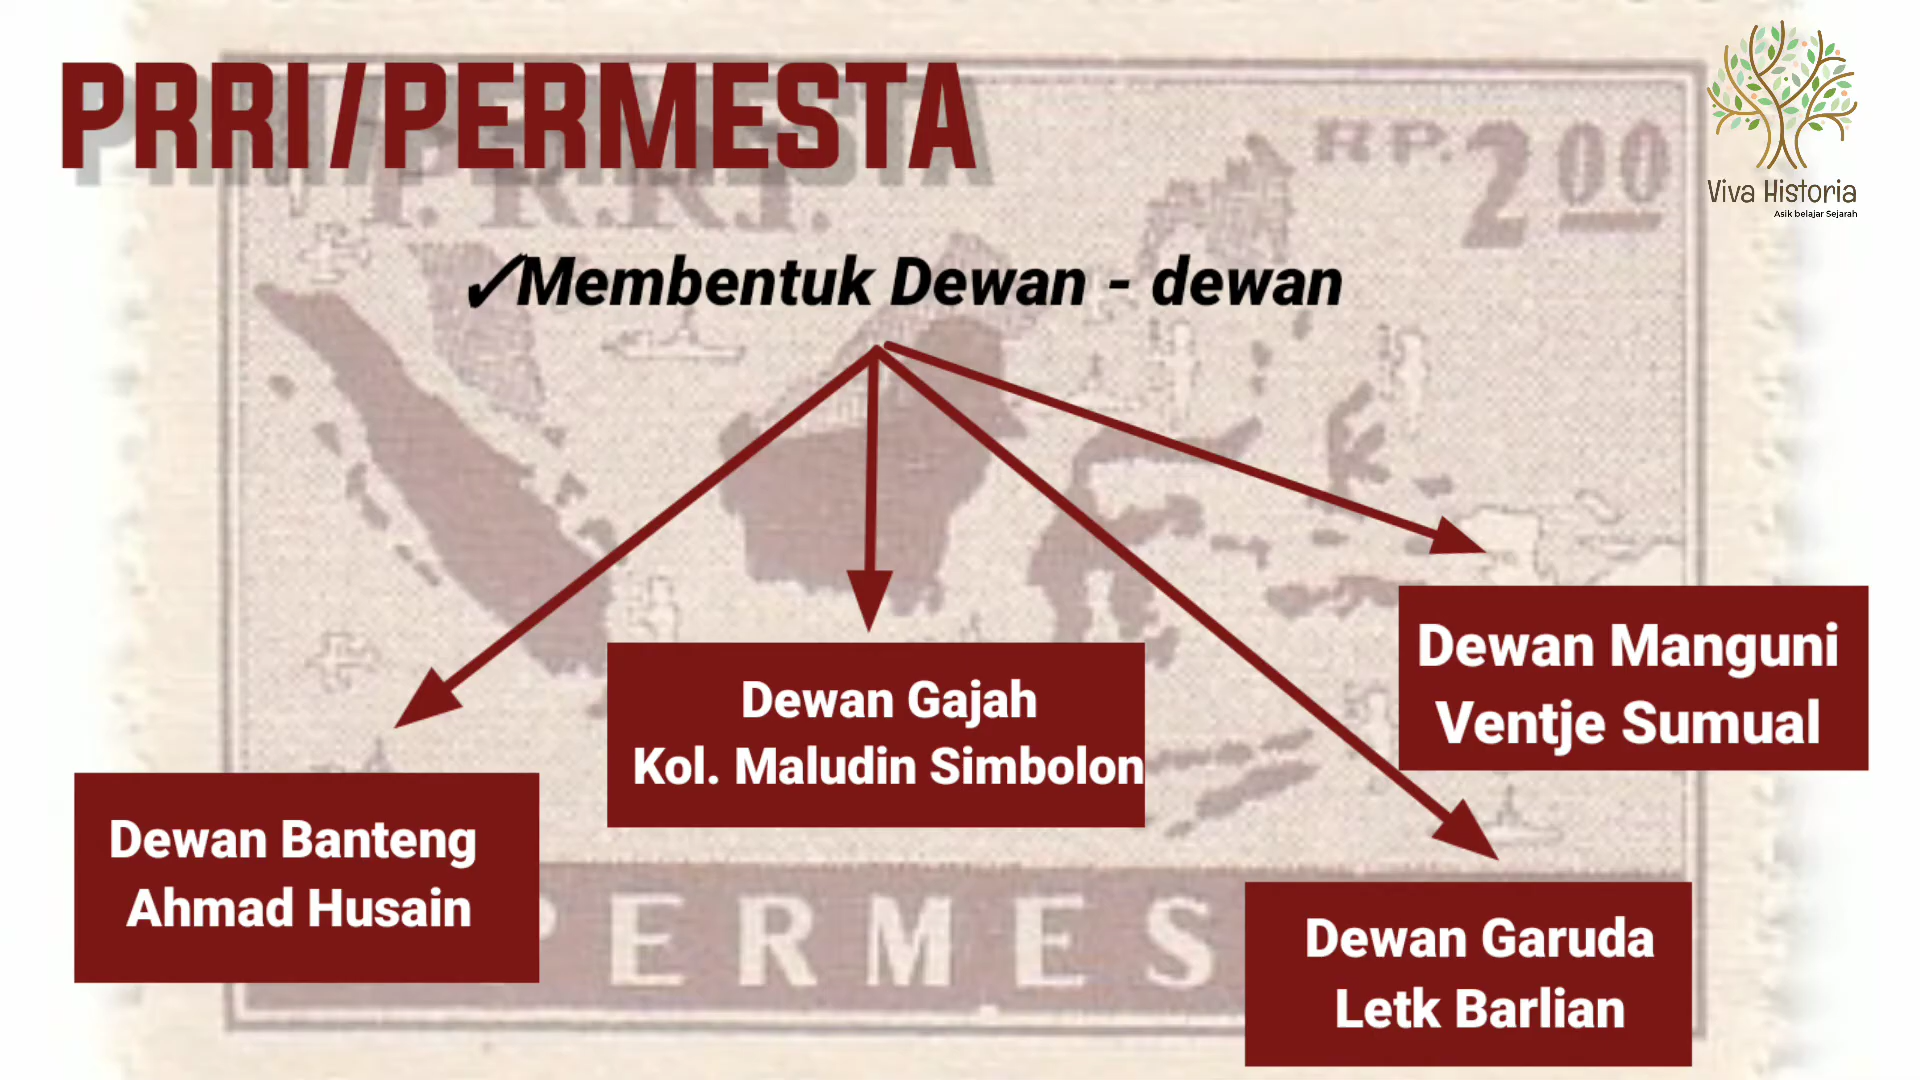 PRRI/PERMESTA
P.R.R.I.
RP. 2.00
Viva Historia
Asik belajar Sejarah
✓Membentuk Dewan - dewan
Dewan Manguni
Ventje Sumual
Dewan Gajah
Kol. Maludin Simbolon
Dewan Banteng
Ahmad Husain
Dewan Garuda
Letk Barlian
PERMES